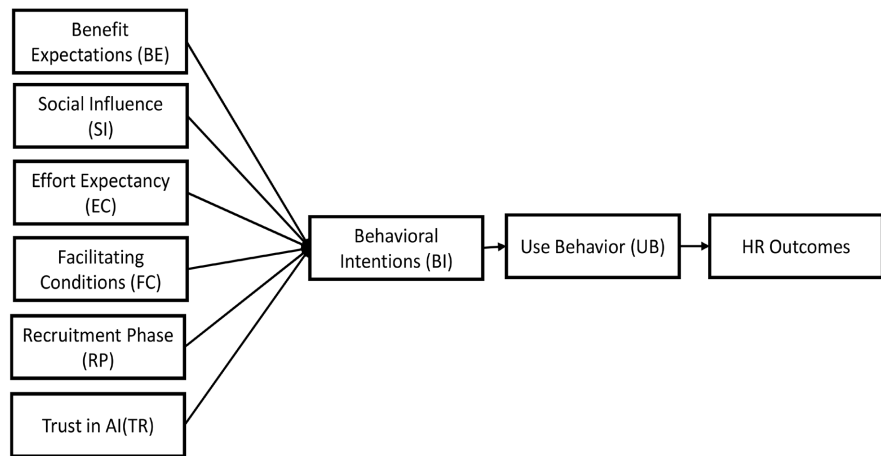 Benefit
Expectations (BE)
Social Influence
(SI)
Effort Expectancy
(EC)
Facilitating
Conditions (FC)
Recruitment Phase
(RP)
Trust in AI(TR)
Behavioral
Intentions (BI)
Use Behavior (UB)
HR Outcomes